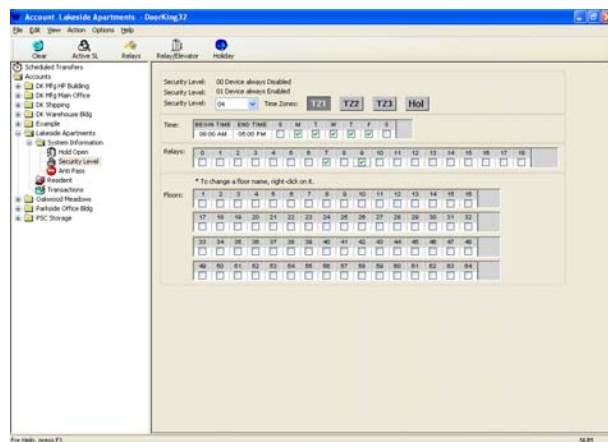 Account Lakeside Apartments - DoorKing32
File Edit View Action Options Help
Clear Active SL Relays Relay/Elevator Holiday
Scheduled Transfers
Accounts
DK Mfg HP Building
DK Mfg Main Office
DK Shipping
DK Warehouse Bldg
Example
Lakeside Apartments
System Information
Hold Open
Security Level
Anti Pass
Resident
Transactions
Oakwood Meadows
Parkside Office Bldg
PSC Storage
Security Level: 00 Device always Disabled
Security Level: 01 Device always Enabled
Security Level: 04 Time Zones: TZ1 TZ2 TZ3 Hol
Time: BEGIN TIME END TIME S M T W T F S
08:00 AM 05:00 PM
Relays: 0 1 2 3 4 5 6 7 8 9 10 11 12 13 14 15 16 17 18
* To change a floor name, right-click on it.
Floors: 1 2 3 4 5 6 7 8 9 10 11 12 13 14 15 16
17 18 19 20 21 22 23 24 25 26 27 28 29 30 31 32
33 34 35 36 37 38 39 40 41 42 43 44 45 46 47 48
49 50 51 52 53 54 55 56 57 58 59 60 61 62 63 64
For Help, press F1
NUM